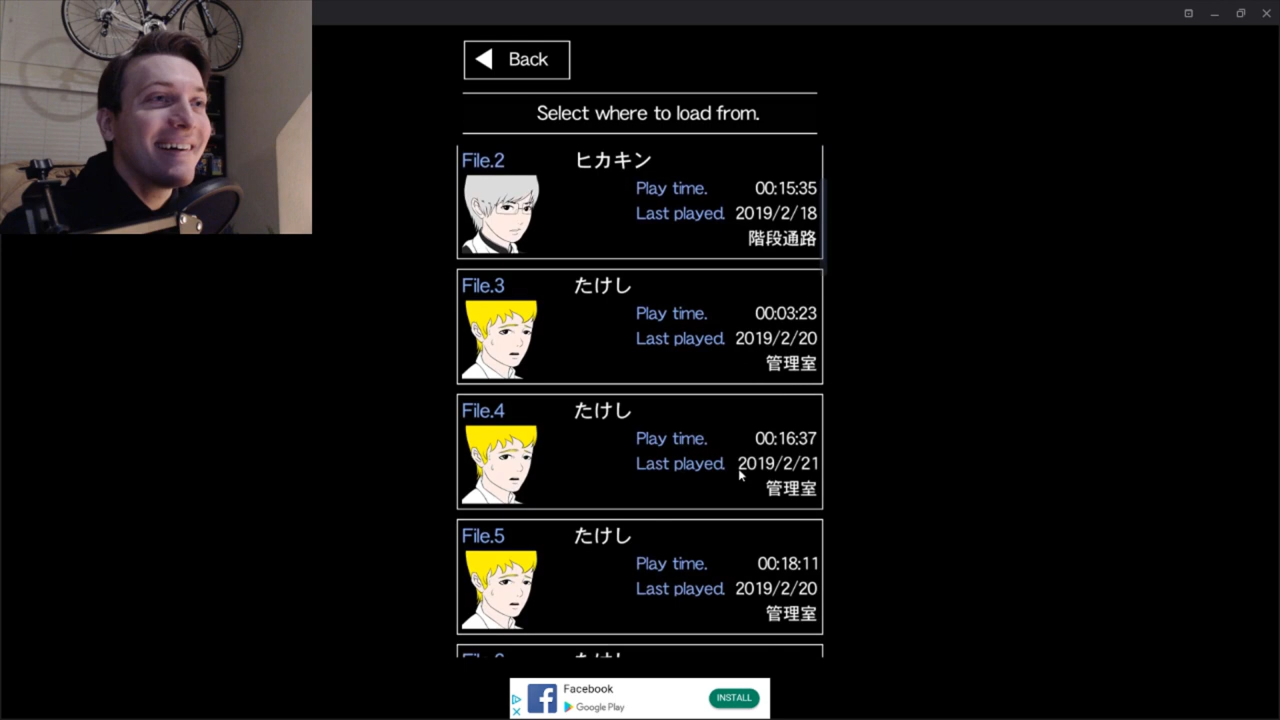 Back
Select where to load from.
File.2 ヒカキン
Play time. 00:15:35
Last played. 2019/2/18
階段通路
File.3 たけし
Play time. 00:03:23
Last played. 2019/2/20
管理室
File.4 たけし
Play time. 00:16:37
Last played. 2019/2/21
管理室
File.5 たけし
Play time. 00:18:11
Last played. 2019/2/20
管理室
Facebook
Google Play
INSTALL